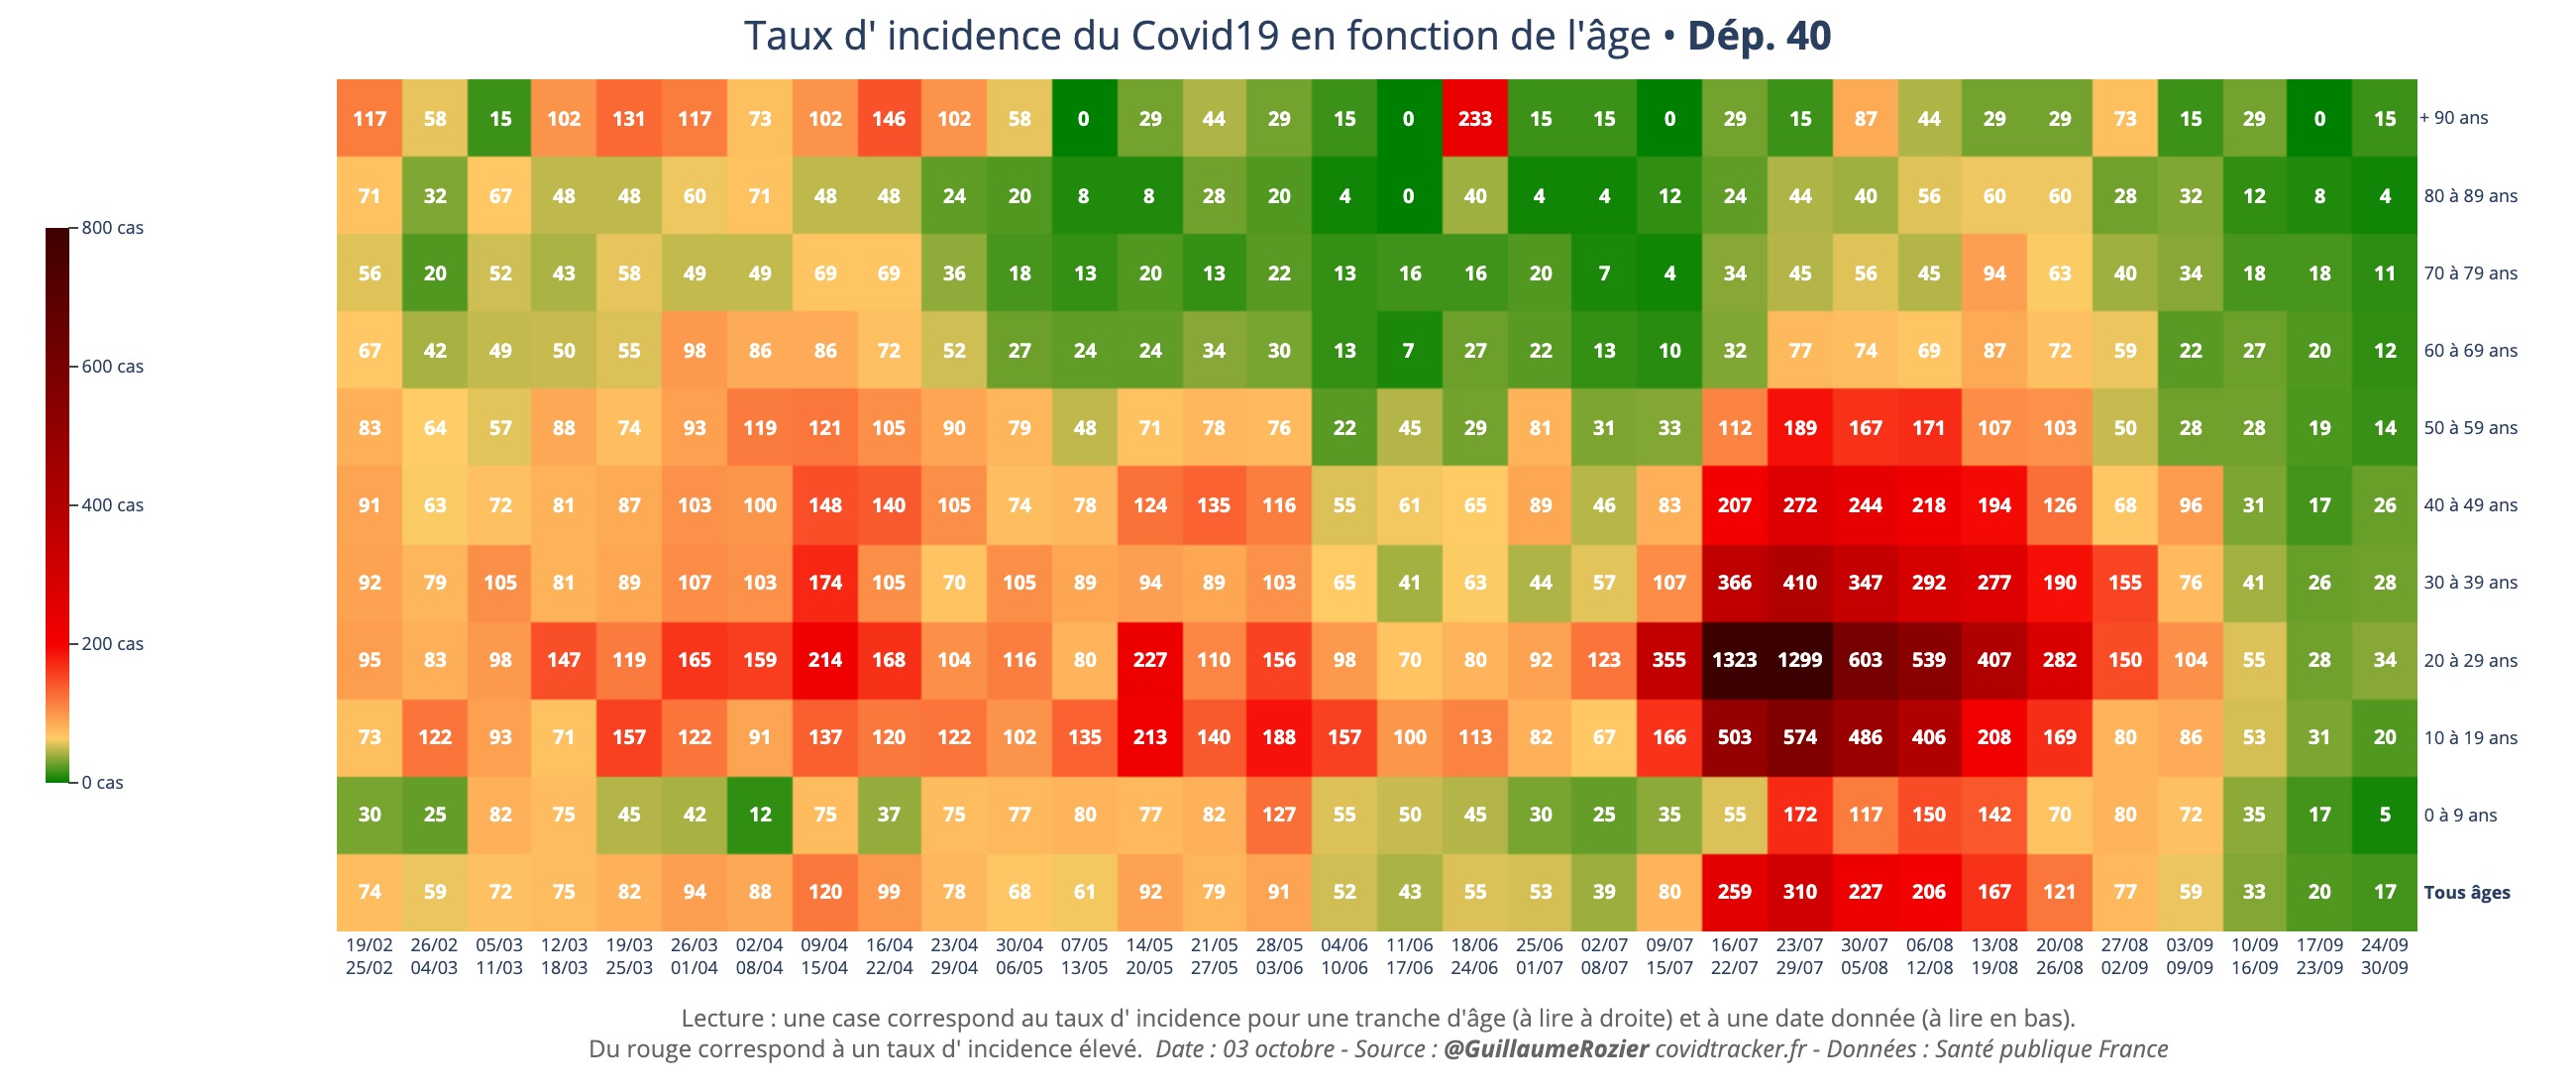 Taux d' incidence du Covid19 en fonction de l'âge • Dép. 40
117 58 15 102 131 117 73 102 146 102 58 0 29 44 29 15 0 233 15 15 0 29 15 87 44 29 29 73 15 29 0 15 + 90 ans
71 32 67 48 48 60 71 48 48 24 20 8 8 28 20 4 0 40 4 4 12 24 44 40 56 60 60 28 32 12 8 4 80 à 89 ans
56 20 52 43 58 49 49 69 69 36 18 13 20 13 22 13 16 16 20 7 4 34 45 56 45 94 63 40 34 18 18 11 70 à 79 ans
67 42 49 50 55 98 86 86 72 52 27 24 24 34 30 13 7 27 22 13 10 32 77 74 69 87 72 59 22 27 20 12 60 à 69 ans
83 64 57 88 74 93 119 121 105 90 79 48 71 78 76 22 45 29 81 31 33 112 189 167 171 107 103 50 28 28 19 14 50 à 59 ans
91 63 72 81 87 103 100 148 140 105 74 78 124 135 116 55 61 65 89 46 83 207 272 244 218 194 126 68 96 31 17 26 40 à 49 ans
92 79 105 81 89 107 103 174 105 70 105 89 94 89 103 65 41 63 44 57 107 366 410 347 292 277 190 155 76 41 26 28 30 à 39 ans
95 83 98 147 119 165 159 214 168 104 116 80 227 110 156 98 70 80 92 123 355 1323 1299 603 539 407 282 150 104 55 28 34 20 à 29 ans
73 122 93 71 157 122 91 137 120 122 102 135 213 140 188 157 100 113 82 67 166 503 574 486 406 208 169 80 86 53 31 20 10 à 19 ans
30 25 82 75 45 42 12 75 37 75 77 80 77 82 127 55 50 45 30 25 35 55 172 117 150 142 70 80 72 35 17 5 0 à 9 ans
74 59 72 75 82 94 88 120 99 78 68 61 92 79 91 52 43 55 53 39 80 259 310 227 206 167 121 77 59 33 20 17 Tous âges
19/02 26/02 05/03 12/03 19/03 26/03 02/04 09/04 16/04 23/04 30/04 07/05 14/05 21/05 28/05 04/06 11/06 18/06 25/06 02/07 09/07 16/07 23/07 30/07 06/08 13/08 20/08 27/08 03/09 10/09 17/09 24/09
25/02 04/03 11/03 18/03 25/03 01/04 08/04 15/04 22/04 29/04 06/05 13/05 20/05 27/05 03/06 10/06 17/06 24/06 01/07 08/07 15/07 22/07 29/07 05/08 12/08 19/08 26/08 02/09 09/09 16/09 23/09 30/09
800 cas
600 cas
400 cas
200 cas
0 cas
Lecture : une case correspond au taux d' incidence pour une tranche d'âge (à lire à droite) et à une date donnée (à lire en bas).
Du rouge correspond à un taux d' incidence élevé. Date : 03 octobre - Source : @GuillaumeRozier covidtracker.fr - Données : Santé publique France